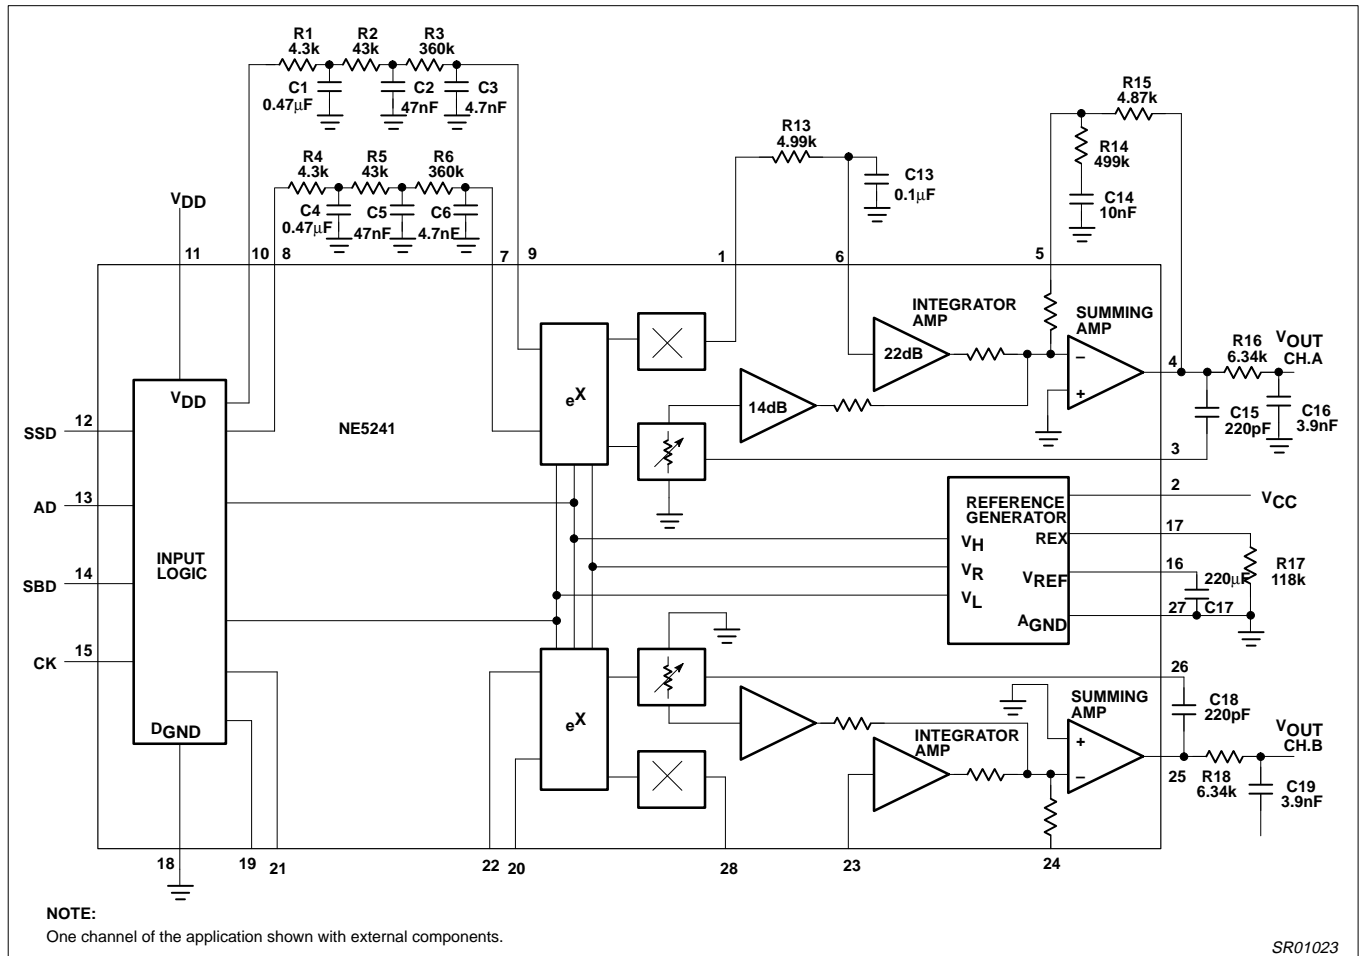 R1
4.3k
R2
43k
R3
360k
C1
0.47μF
C2
47nF
C3
4.7nF
R4
4.3k
R5
43k
R6
360k
C4
0.47μF
C5
47nF
C6
4.7nF
R13
4.99k
C13
0.1μF
R15
4.87k
R14
499k
C14
10nF
VDD
11
10
8
7
9
1
6
5
INTEGRATOR
AMP
22dB
SUMMING
AMP
–
+
4
R16
6.34k
VOUT
CH.A
C15
220pF
C16
3.9nF
3
14dB
eX
NE5241
VDD
INPUT
LOGIC
DGND
SSD
12
AD
13
SBD
14
CK
15
REFERENCE
GENERATOR
VH
VR
VL
REX
VREF
AGND
2
VCC
17
16
27
220μF
C17
R17
118k
eX
INTEGRATOR
AMP
SUMMING
AMP
+
–
26
C18
220pF
VOUT
CH.B
25
R18
6.34k
C19
3.9nF
18
19
21
22
20
28
23
24
NOTE:
One channel of the application shown with external components.
SR01023